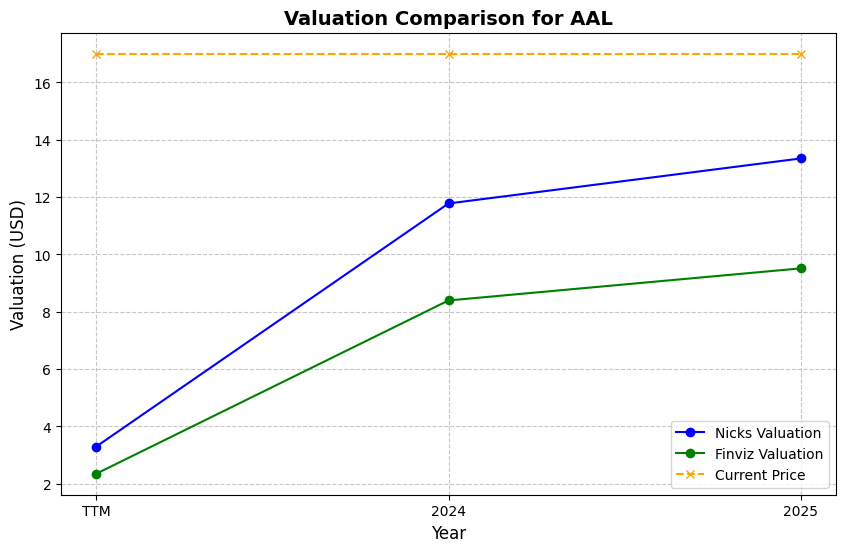 Valuation Comparison for AAL
Valuation (USD)
16
14
12
10
8
6
4
2
TTM
2024
2025
Year
Nicks Valuation
Finviz Valuation
Current Price